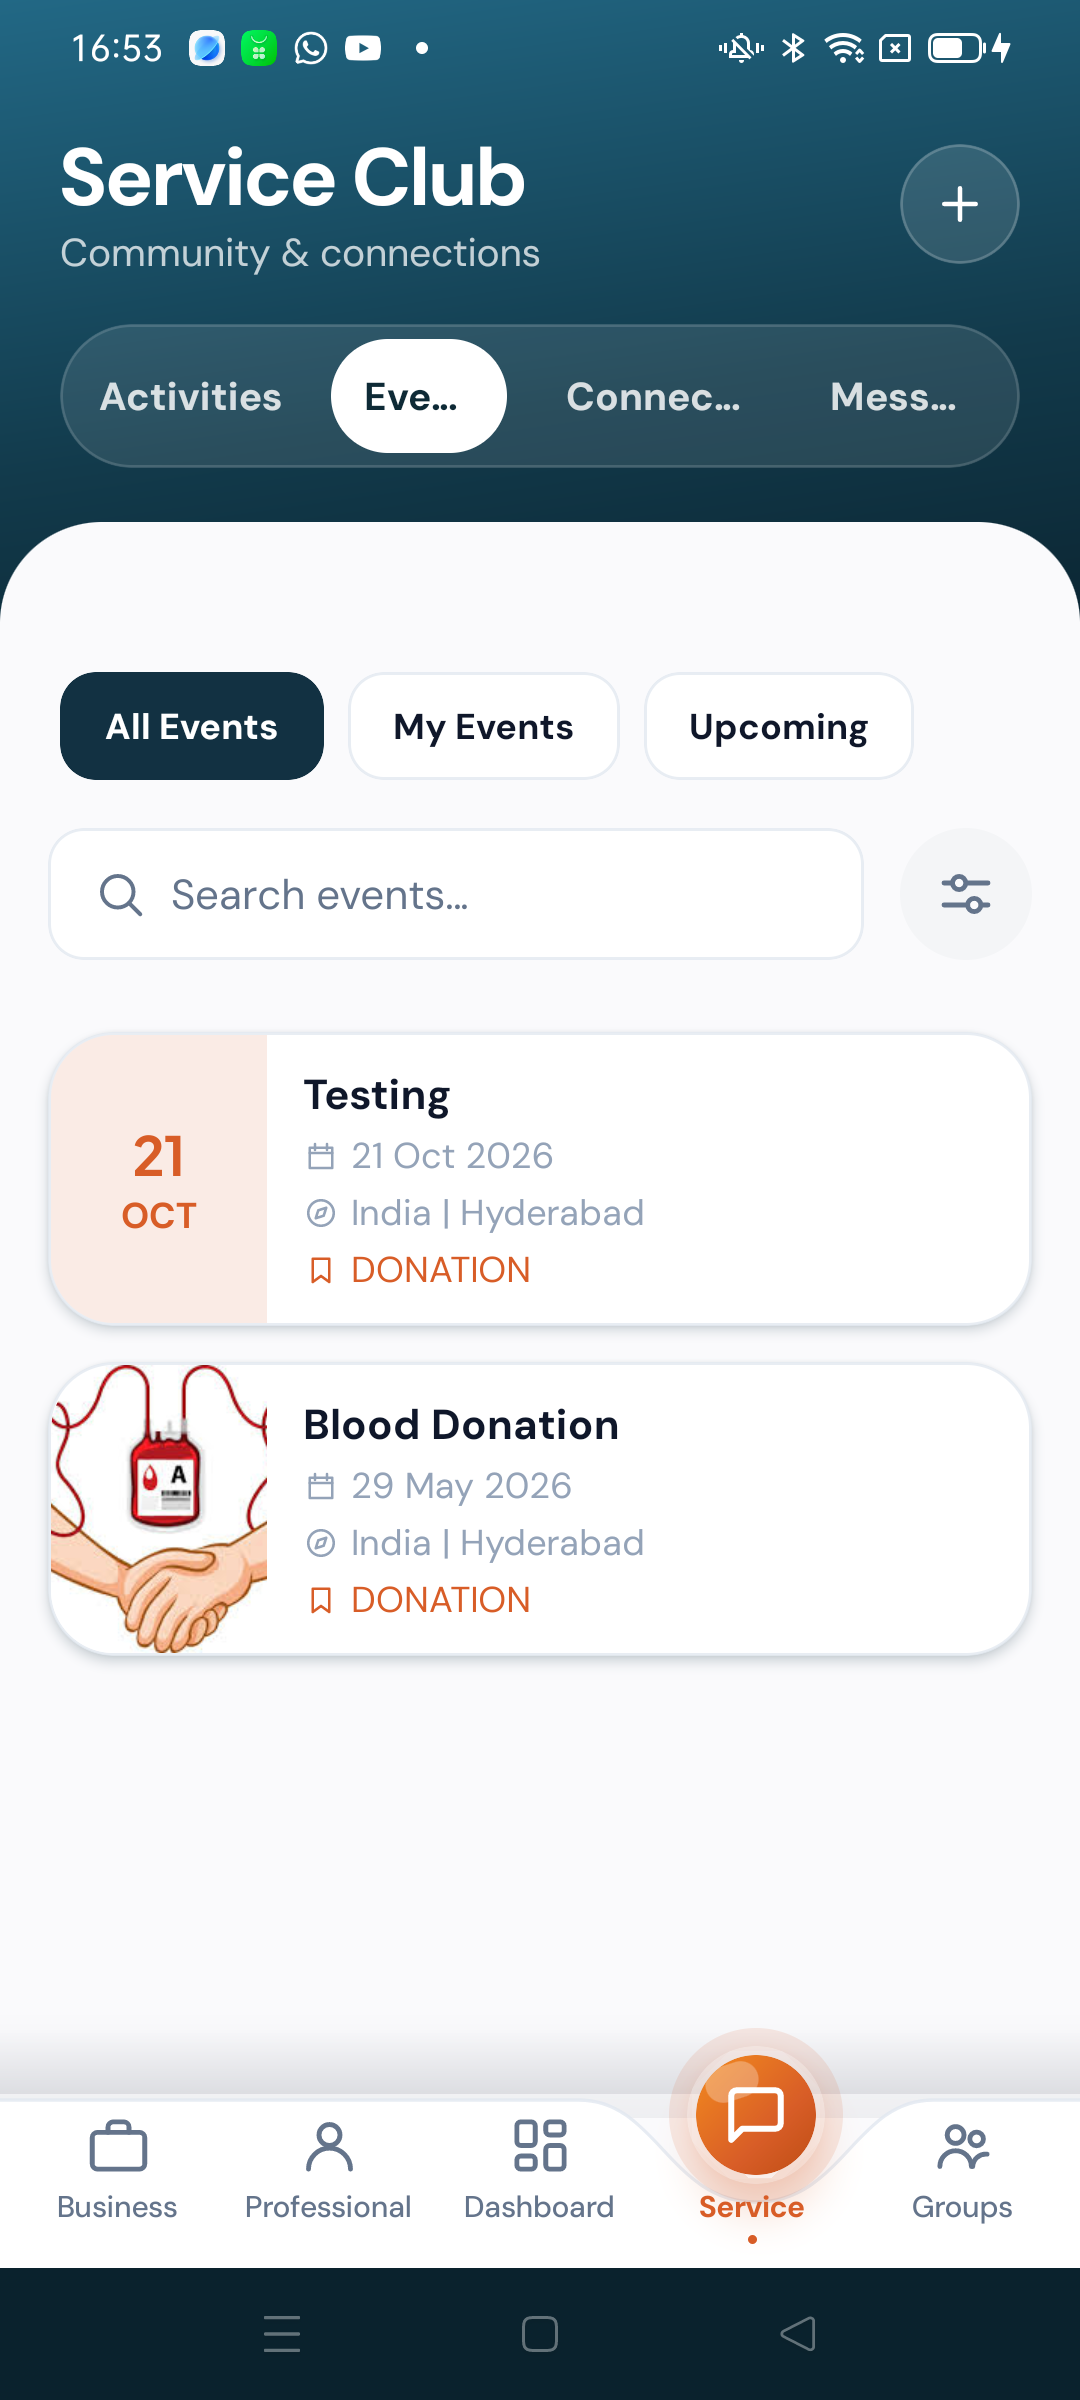 16:53
Service Club
Community & connections
Activities
Eve...
Connec...
Mess...
All Events
My Events
Upcoming
Search events...
21
OCT
Testing
21 Oct 2026
India | Hyderabad
DONATION
A
Blood Donation
29 May 2026
India | Hyderabad
DONATION
Business
Professional
Dashboard
Service
Groups